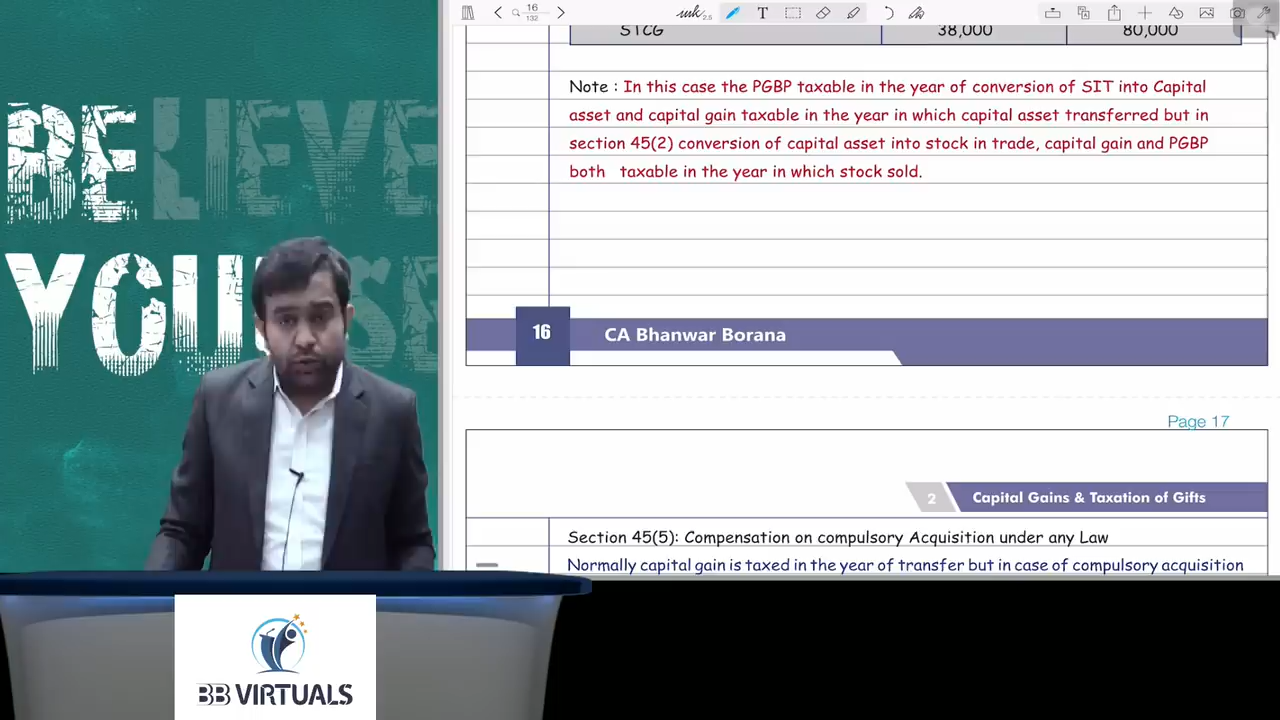 BELIEVE
YOURSE
BB VIRTUALS
16
132
2.5
T
STCG 38,000 80,000
Note : In this case the PGBP taxable in the year of conversion of SIT into Capital
asset and capital gain taxable in the year in which capital asset transferred but in
section 45(2) conversion of capital asset into stock in trade, capital gain and PGBP
both taxable in the year in which stock sold.
16 CA Bhanwar Borana
Page 17
2 Capital Gains & Taxation of Gifts
Section 45(5): Compensation on compulsory Acquisition under any Law
Normally capital gain is taxed in the year of transfer but in case of compulsory acquisition